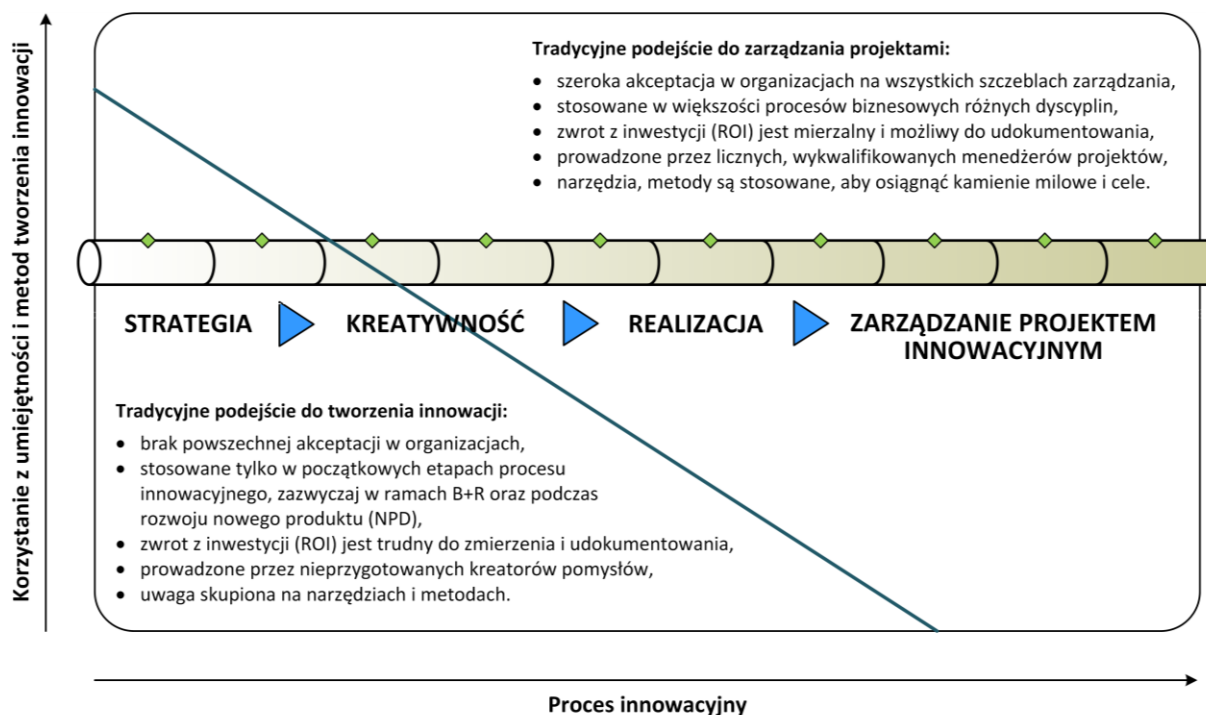 Korzystanie z umiejętności i metod tworzenia innowacji
Tradycyjne podejście do zarządzania projektami:
• szeroka akceptacja w organizacjach na wszystkich szczeblach zarządzania,
• stosowane w większości procesów biznesowych różnych dyscyplin,
• zwrot z inwestycji (ROI) jest mierzalny i możliwy do udokumentowania,
• prowadzone przez licznych, wykwalifikowanych menedżerów projektów,
• narzędzia, metody są stosowane, aby osiągnąć kamienie milowe i cele.
STRATEGIA
KREATYWNOŚĆ
REALIZACJA
ZARZĄDZANIE PROJEKTEM
INNOWACYJNYM
Tradycyjne podejście do tworzenia innowacji:
• brak powszechnej akceptacji w organizacjach,
• stosowane tylko w początkowych etapach procesu
innowacyjnego, zazwyczaj w ramach B+R oraz podczas
rozwoju nowego produktu (NPD),
• zwrot z inwestycji (ROI) jest trudny do zmierzenia i udokumentowania,
• prowadzone przez nieprzygotowanych kreatorów pomysłów,
• uwaga skupiona na narzędziach i metodach.
Proces innowacyjny